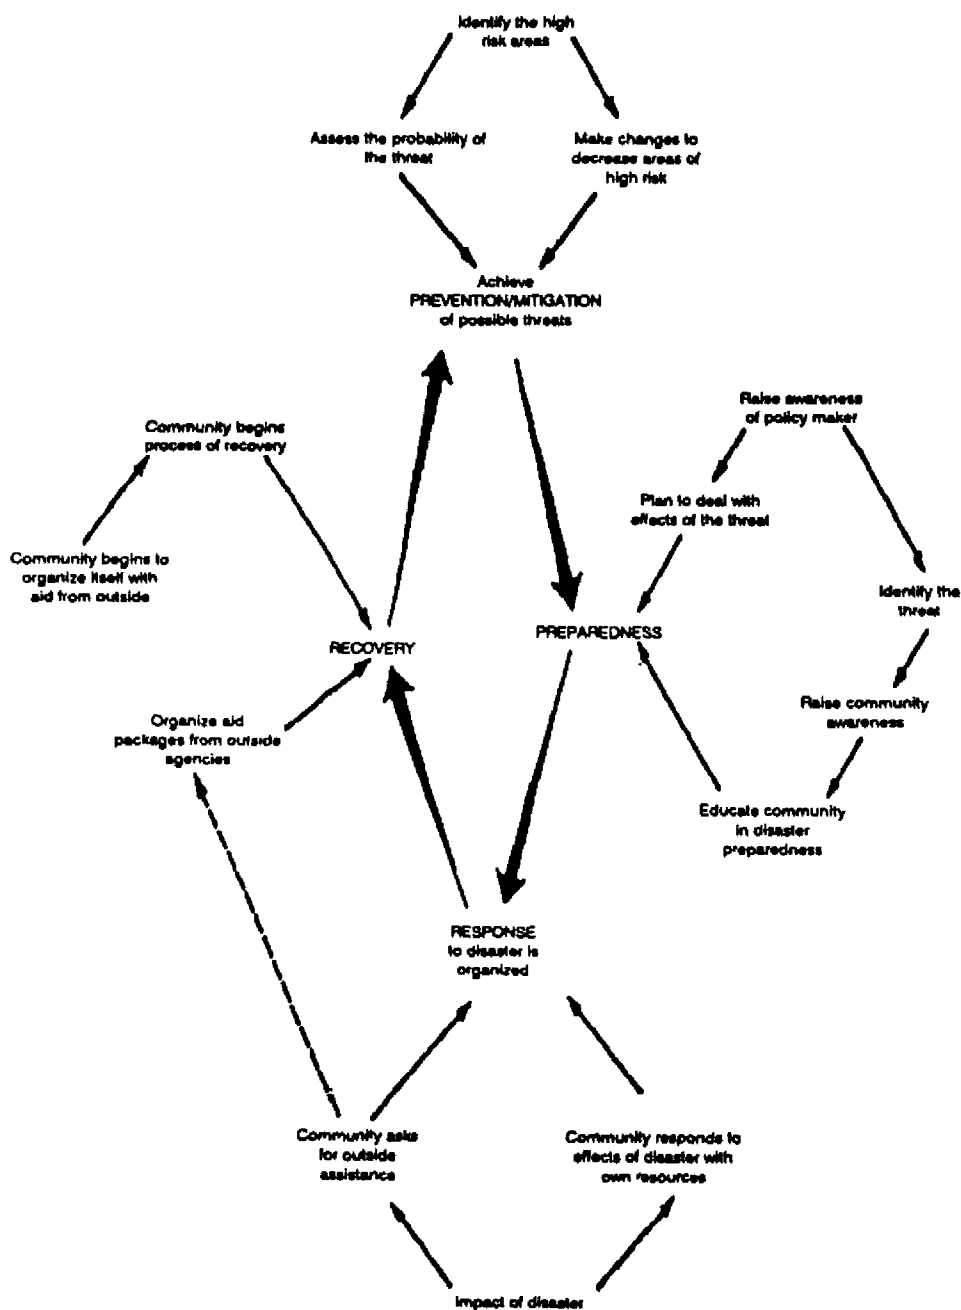 Identify the high
risk areas
Assess the probability of
the threat
Make changes to
decrease areas of
high risk
Achieve
PREVENTION/MITIGATION
of possible threats
Raise awareness
of policy maker
Community begins
process of recovery
Plan to deal with
effects of the threat
Community begins to
organize itself with
aid from outside
Identify the
threat
PREPAREDNESS
RECOVERY
Raise community
awareness
Organize aid
packages from outside
agencies
Educate community
in disaster
preparedness
RESPONSE
to disaster is
organized
Community asks
for outside
assistance
Community responds to
effects of disaster with
own resources
Impact of disaster